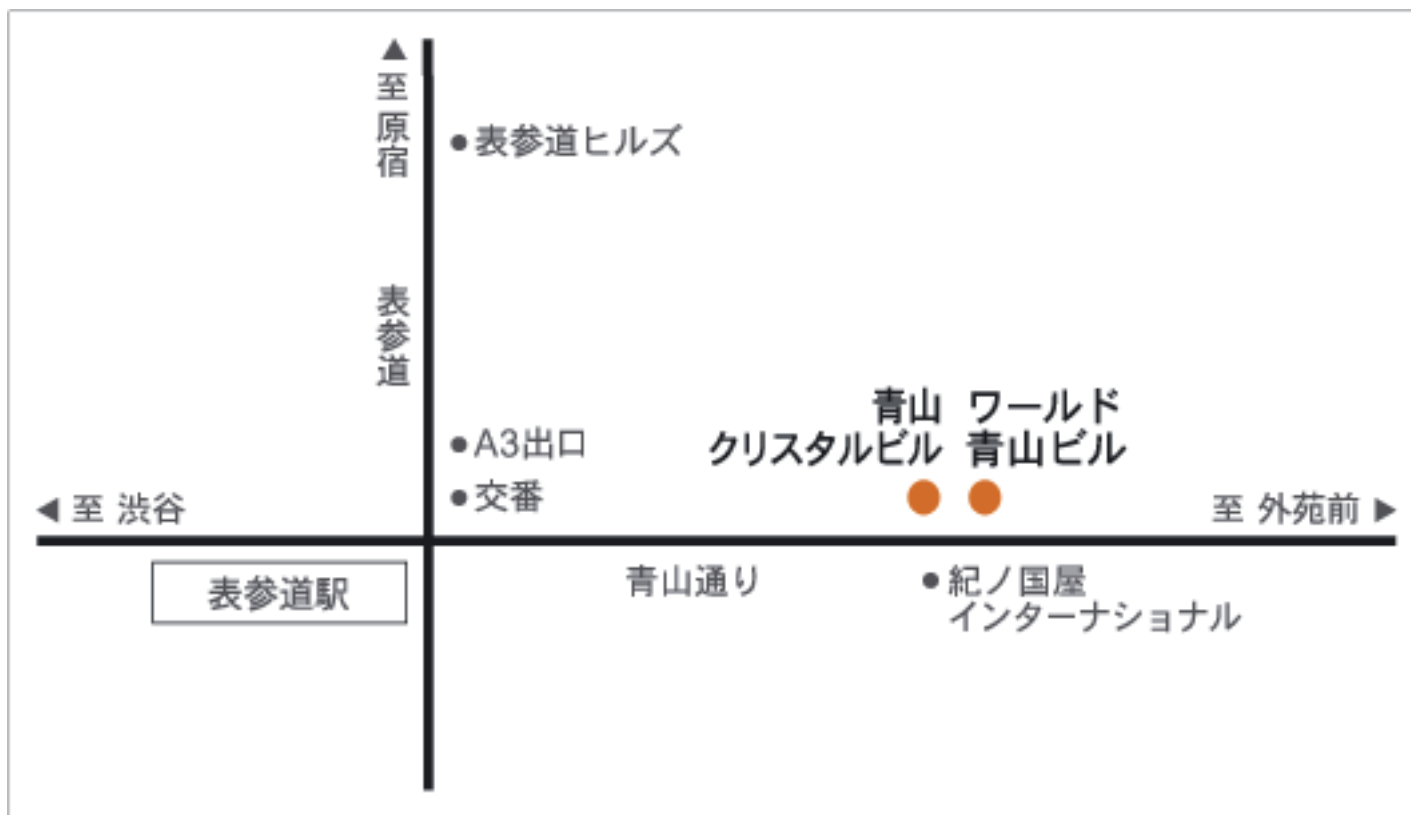 ▲至原宿
表参道ヒルズ
表参道
青山
クリスタルビル
ワールド
青山ビル
A3出口
交番
◀至 渋谷
至 外苑前▶
表参道駅
青山通り
紀ノ国屋
インターナショナル